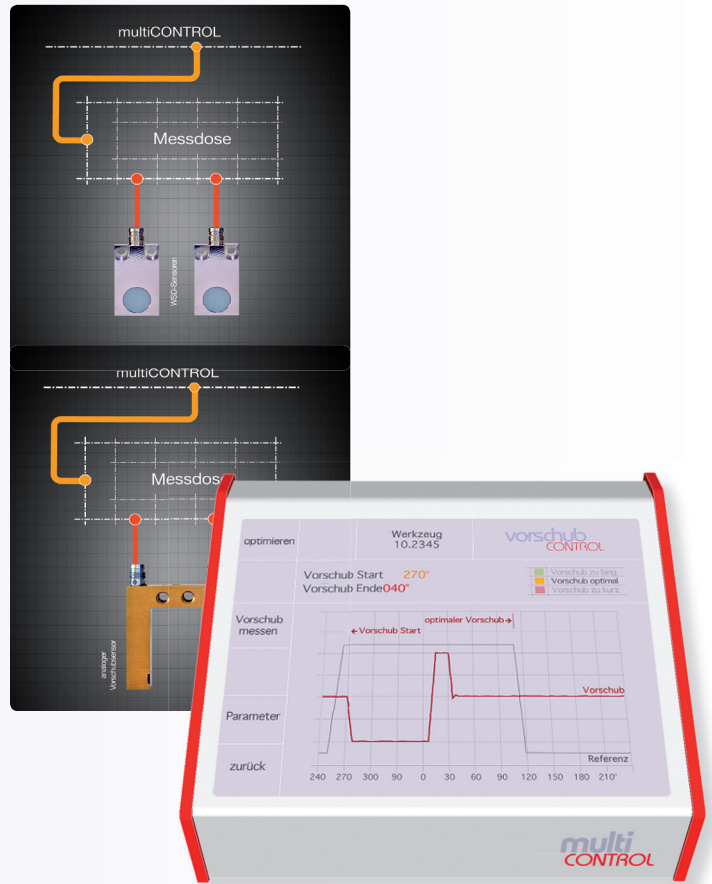 multiCONTROL
Messdose
WSD-Sensoren
multiCONTROL
Messdose
analoger
Vorschubsensor
optimieren
Werkzeug
10.2345
vorschub
CONTROL
Vorschub Start 270°
Vorschub Ende040°
Vorschub zu lang
Vorschub optimal
Vorschub zu kurz
Vorschub
messen
optimaler Vorschub
Vorschub Start
Vorschub
Parameter
Referenz
zurück
240 270 300 90 0 30 60 90 120 150 180 210°
multi
CONTROL